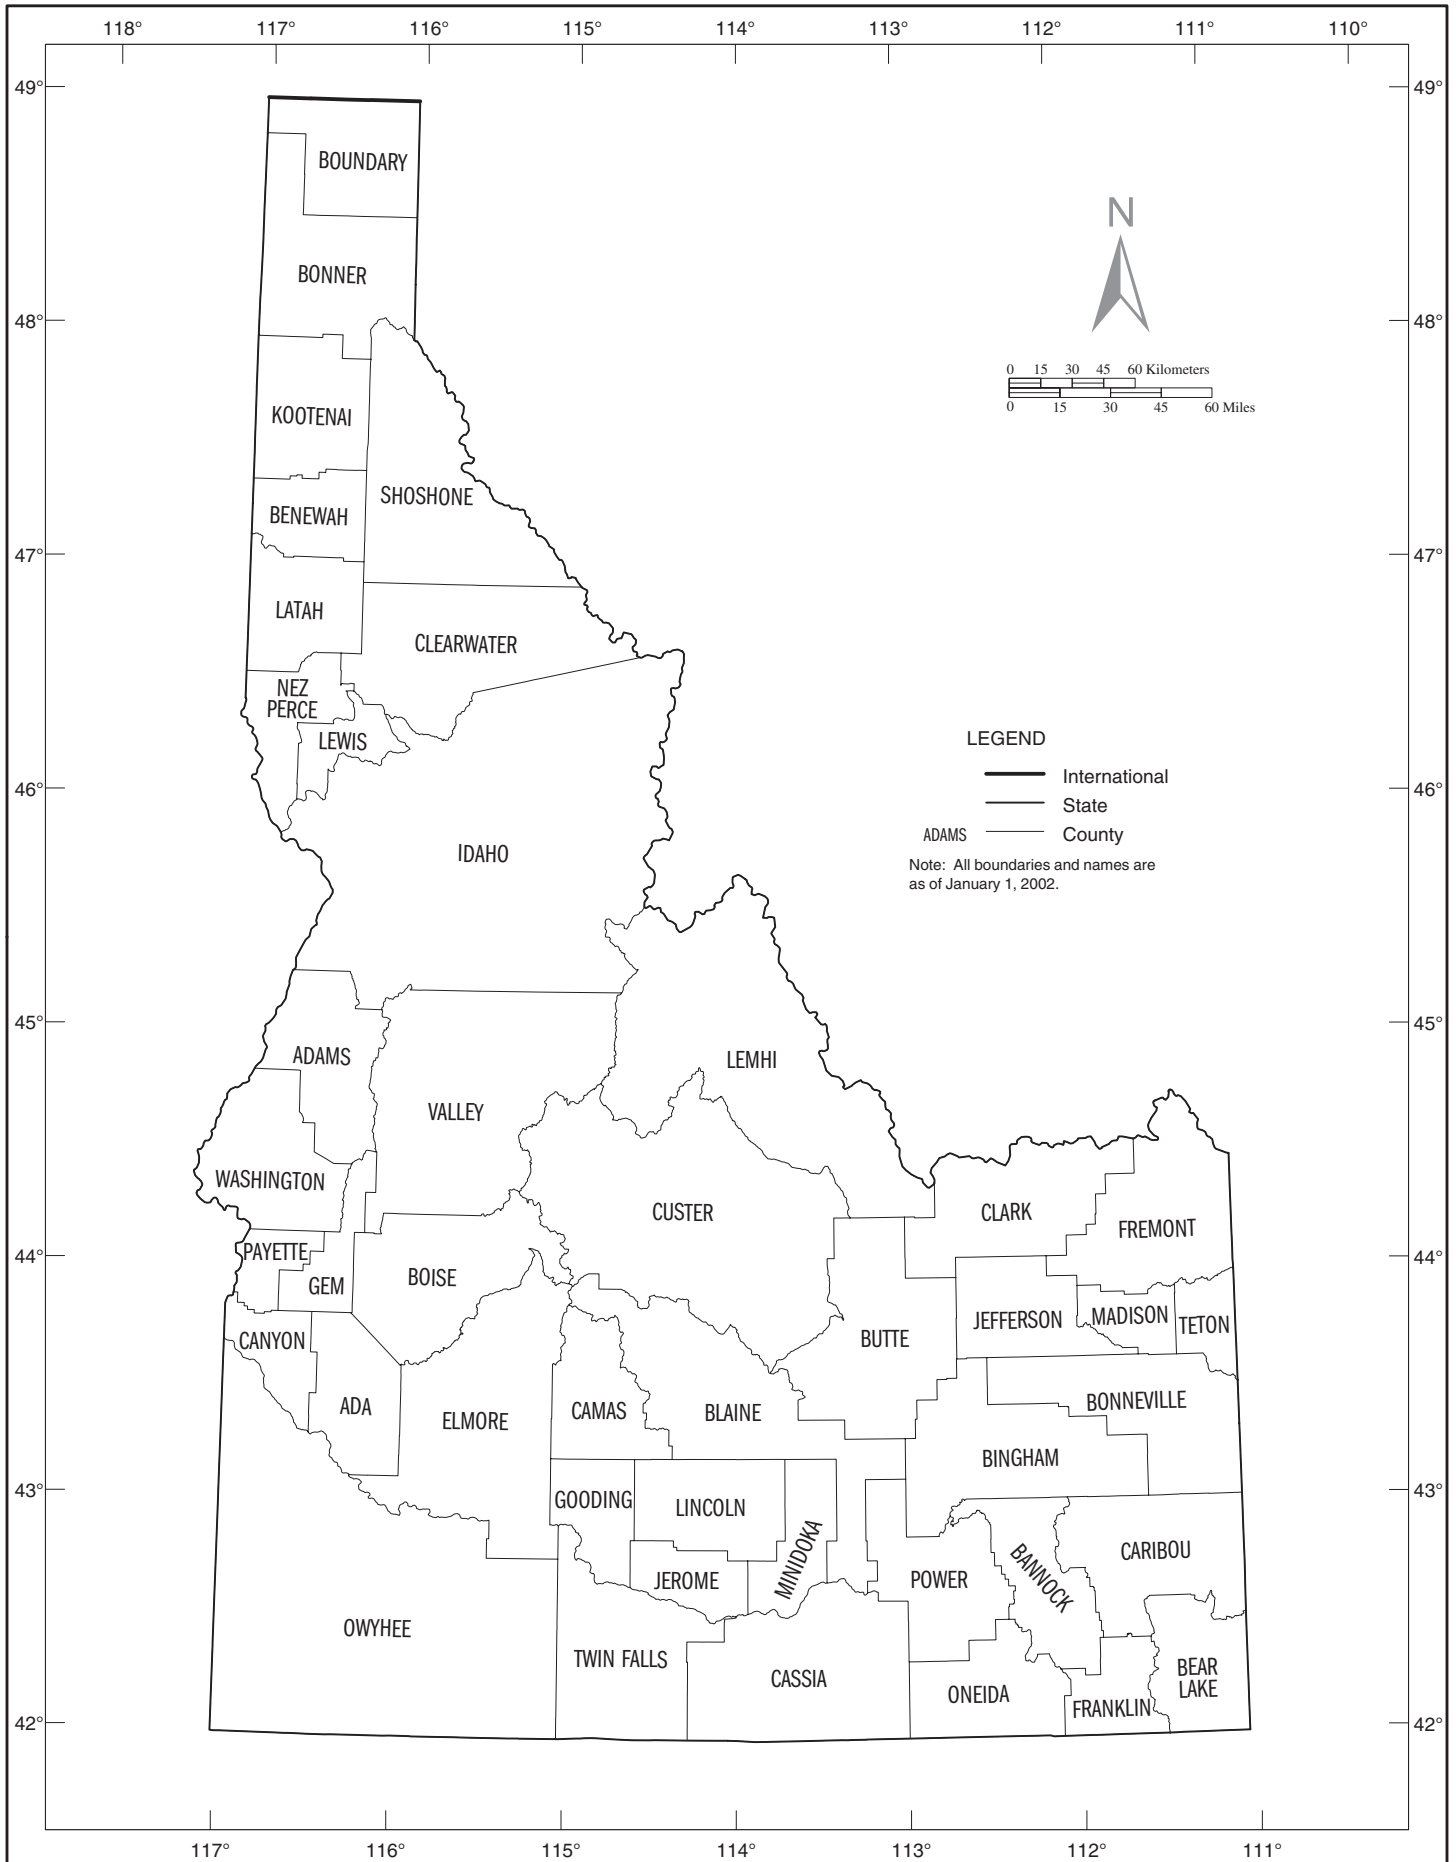 118° 117° 116° 115° 114° 113° 112° 111° 110°
49° 49°
BOUNDARY
N
BONNER
48° 48°
0 15 30 45 60 Kilometers
0 15 30 45 60 Miles
KOOTENAI
SHOSHONE
BENEWAH
47° 47°
LATAH
CLEARWATER
NEZ
PERCE
LEWIS
LEGEND
International
46° 46°
State
ADAMS County
IDAHO
Note: All boundaries and names are
as of January 1, 2002.
45° 45°
ADAMS
LEMHI
VALLEY
WASHINGTON
CUSTER
CLARK
FREMONT
44° 44°
PAYETTE
BOISE
GEM
JEFFERSON
MADISON
TETON
CANYON
BUTTE
BONNEVILLE
ADA
CAMAS
BLAINE
ELMORE
BINGHAM
43° 43°
GOODING
LINCOLN
MINIDOKA
CARIBOU
BANNOCK
JEROME
POWER
OWYHEE
TWIN FALLS
CASSIA
BEAR
LAKE
ONEIDA
FRANKLIN
42° 42°
117° 116° 115° 114° 113° 112° 111°